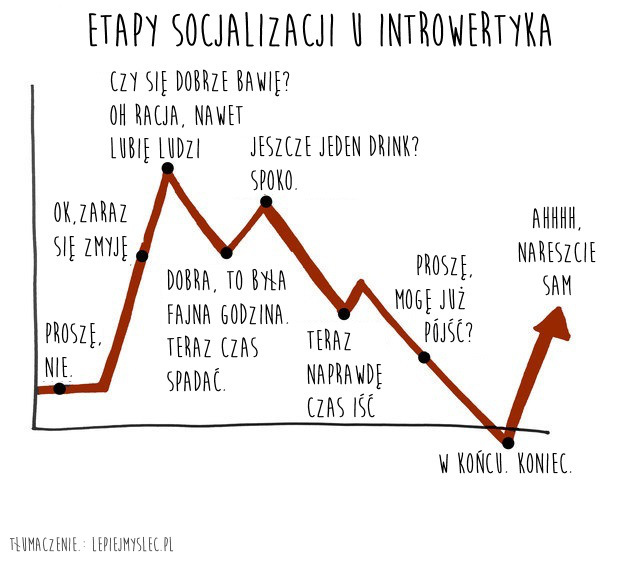 ETAPY SOCJALIZACJI U INTROWERTYKA
CZY SIĘ DOBRZE BAWIĘ?
OH RACJA, NAWET
LUBIĘ LUDZI
JESZCZE JEDEN DRINK?
SPOKO.
OK,ZARAZ
SIĘ ZMYJĘ
AHHHH,
NARESZCIE
SAM
PROSZĘ,
NIE.
DOBRA, TO BYŁA
FAJNA GODZINA.
TERAZ CZAS
SPADAĆ.
TERAZ
NAPRAWDĘ
CZAS IŚĆ
PROSZĘ,
MOGĘ JUŻ
PÓJŚĆ?
W KOŃCU. KONIEC.
TŁUMACZENIE.: LEPIEJMYSLEC.PL